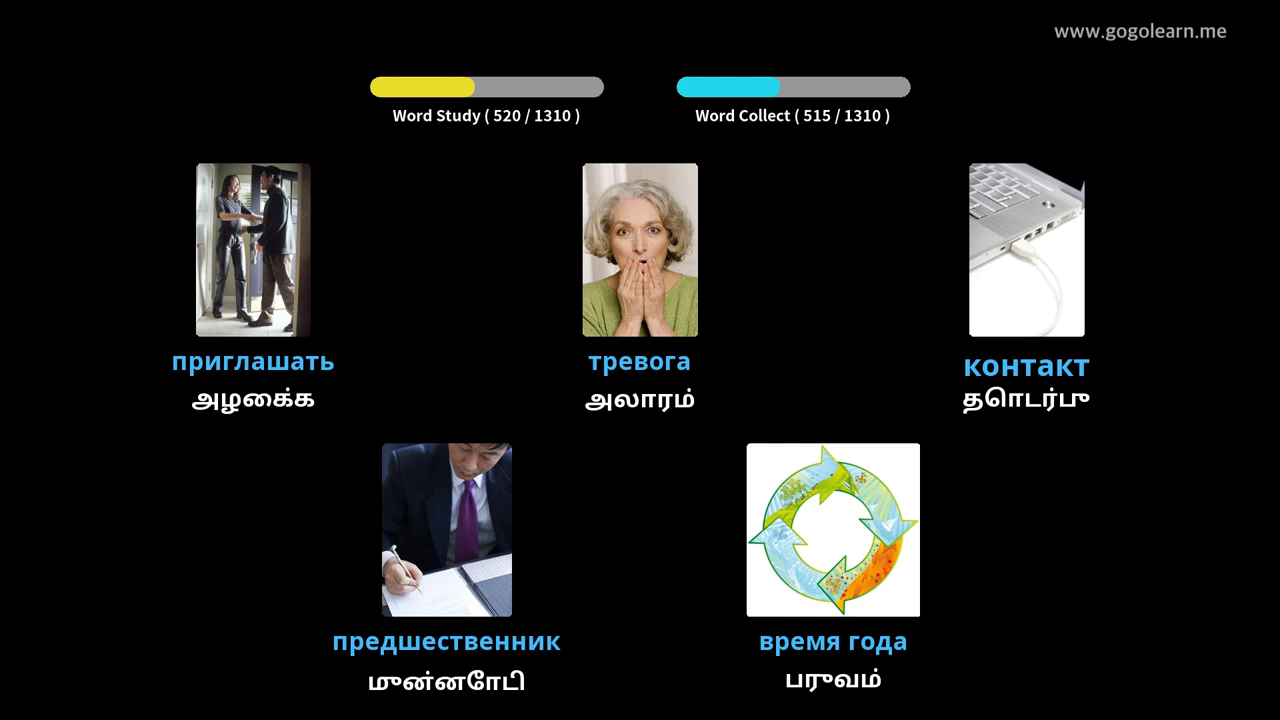 www.gogolearn.me
Word Study ( 520 / 1310 )
Word Collect ( 515 / 1310 )
приглашать
அழைக்க
тревога
அலாரம்
контакт
தொடர்பு
предшественник
முன்னோடி
время года
பருவம்